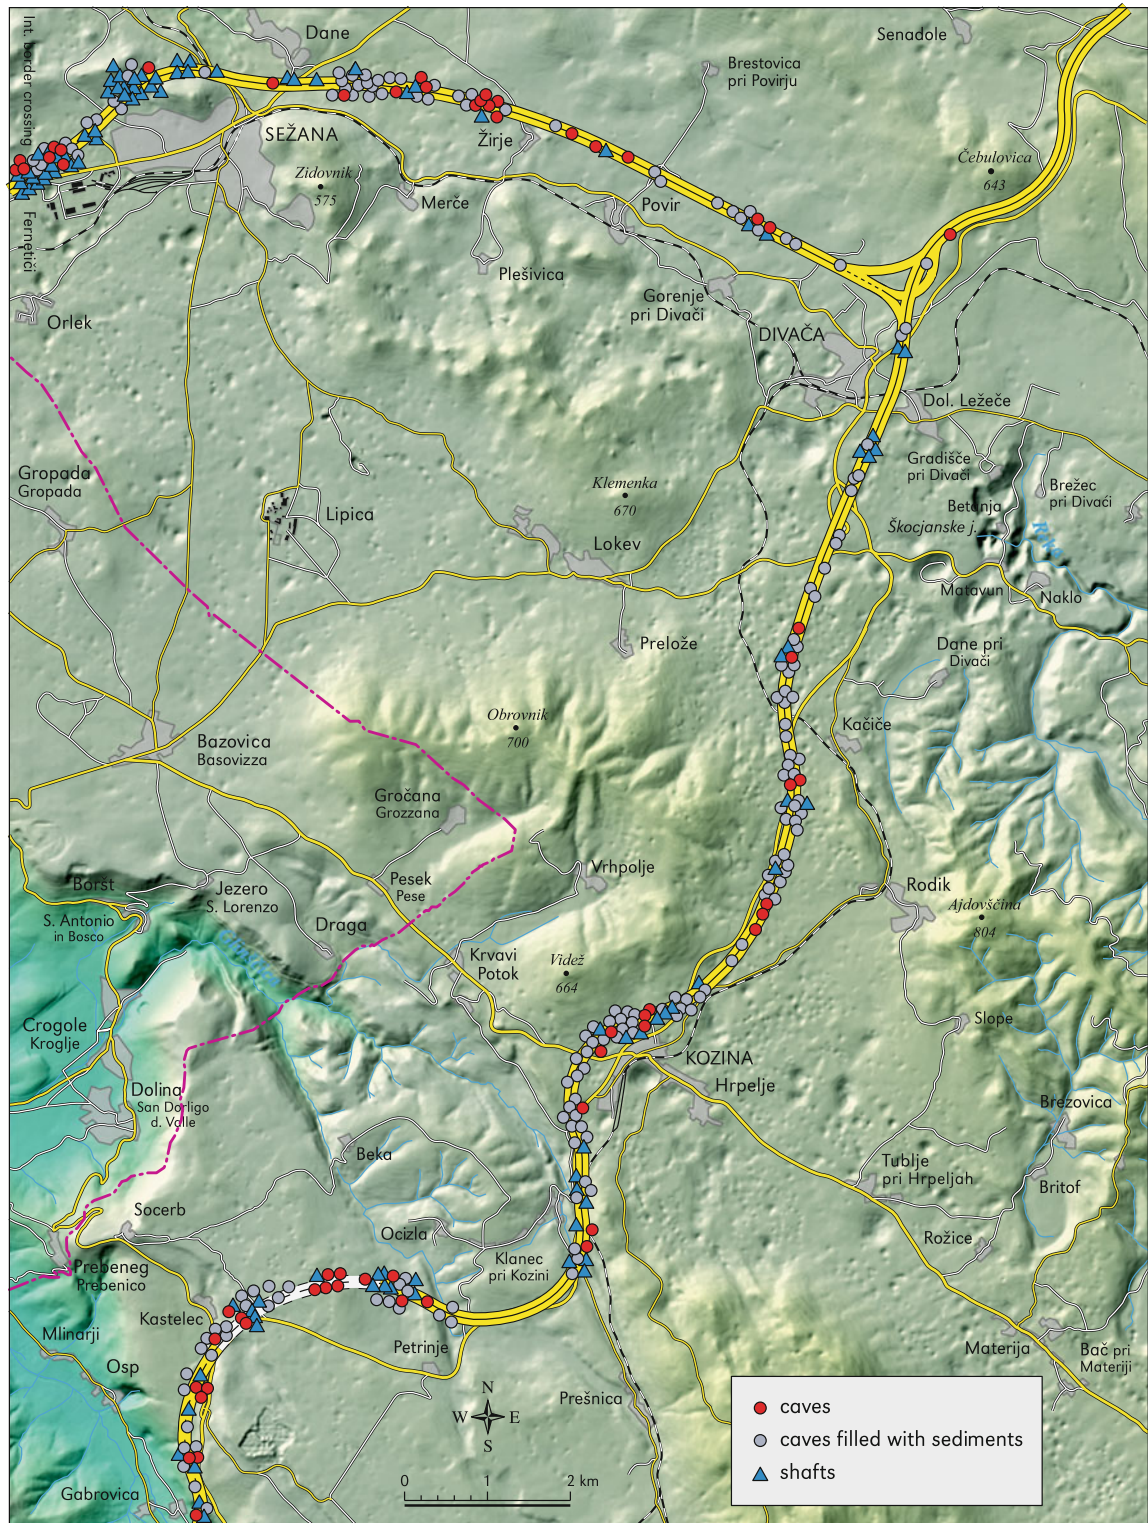 Int. border crossing
Fernetiči
Dane
Senadole
Brestovica
pri Povirju
SEŽANA
Žirje
Čebulovica
643
Zidovnik
575
Merče
Povir
Plešivica
Gorenje
pri Divači
Orlek
DIVAČA
Dol. Ležeče
Gropada
Gropada
Gradišče
pri Divači
Klemenka
670
Brežec
pri Divači
Betanja
Lipica
Škocjanske j.
Reka
Lokev
Matavun
Naklo
Prelože
Dane pri
Divači
Obrovnik
700
Kačiče
Bazovica
Basovizza
Gročana
Grozzana
Vrhpolje
Pesek
Pese
Boršt
Jezero
S. Lorenzo
Rodik
Ajdovščina
804
S. Antonio
in Bosco
Draga
Glinščica
Krvavi
Potok
Videž
664
Slope
Crogole
Kroglje
KOZINA
Hrpelje
Dolina
San Dorligo
d. Valle
Brezovica
Beka
Tublje
pri Hrpeljah
Britof
Socerb
Ocizla
Rožice
Klanec
pri Kozini
Prebeneg
Prebenico
Kastelec
Mlinarji
Petrinje
Materija
Bač pri
Materiji
Osp
Prešnica
N
W E
S
0 1 2 km
Gabrovica
caves
caves filled with sediments
shafts